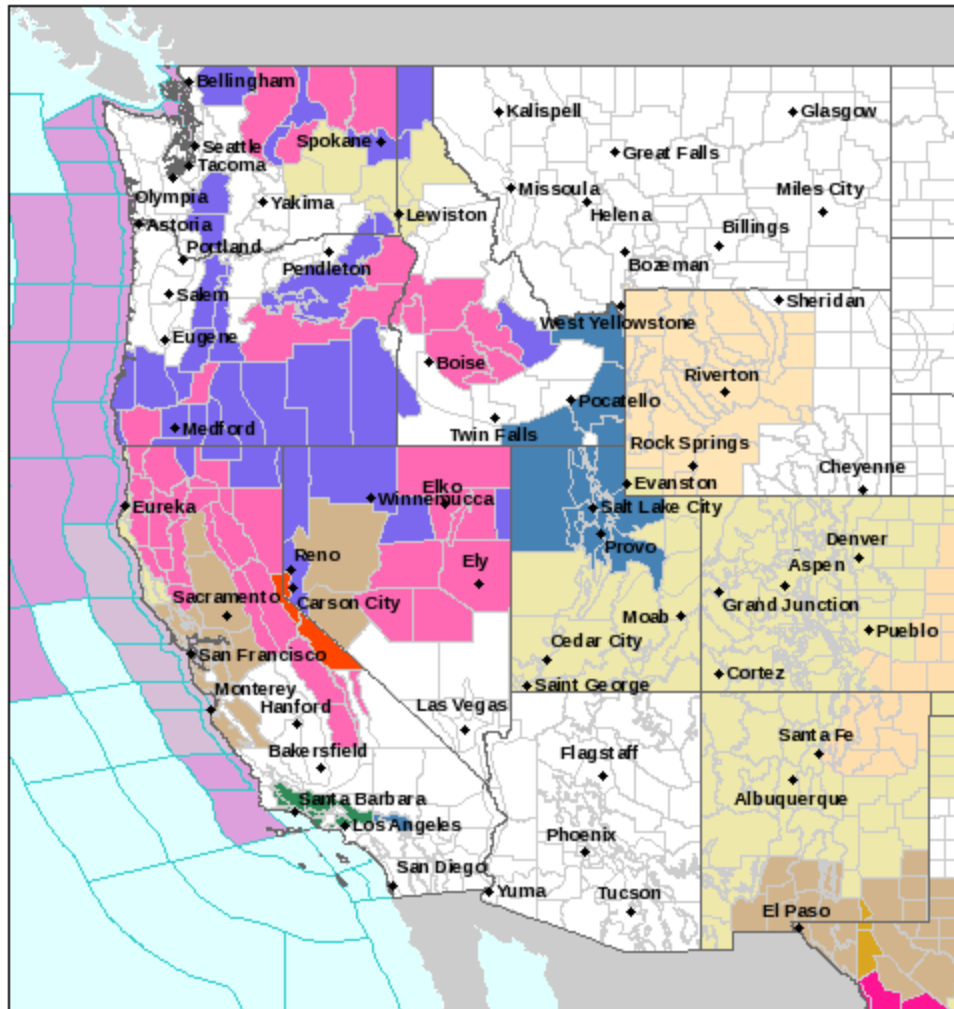 Bellingham
Kalispell
Glasgow
Seattle
Spokane
Great Falls
Tacoma
Missoula
Miles City
Olympia
Yakima
Lewiston
Helena
Astoria
Billings
Portland
Pendleton
Bozeman
Salem
Sheridan
West Yellowstone
Eugene
Boise
Riverton
Pocatello
Medford
Twin Falls
Rock Springs
Cheyenne
Elko
Evanston
Winnemucca
Eureka
Salt Lake City
Denver
Provo
Reno
Ely
Aspen
Sacramento
Carson City
Grand Junction
Moab
Pueblo
Cedar City
San Francisco
Cortez
Saint George
Monterey
Hanford
Las Vegas
Santa Fe
Bakersfield
Flagstaff
Santa Barbara
Albuquerque
Los Angeles
Phoenix
San Diego
Yuma
Tucson
El Paso